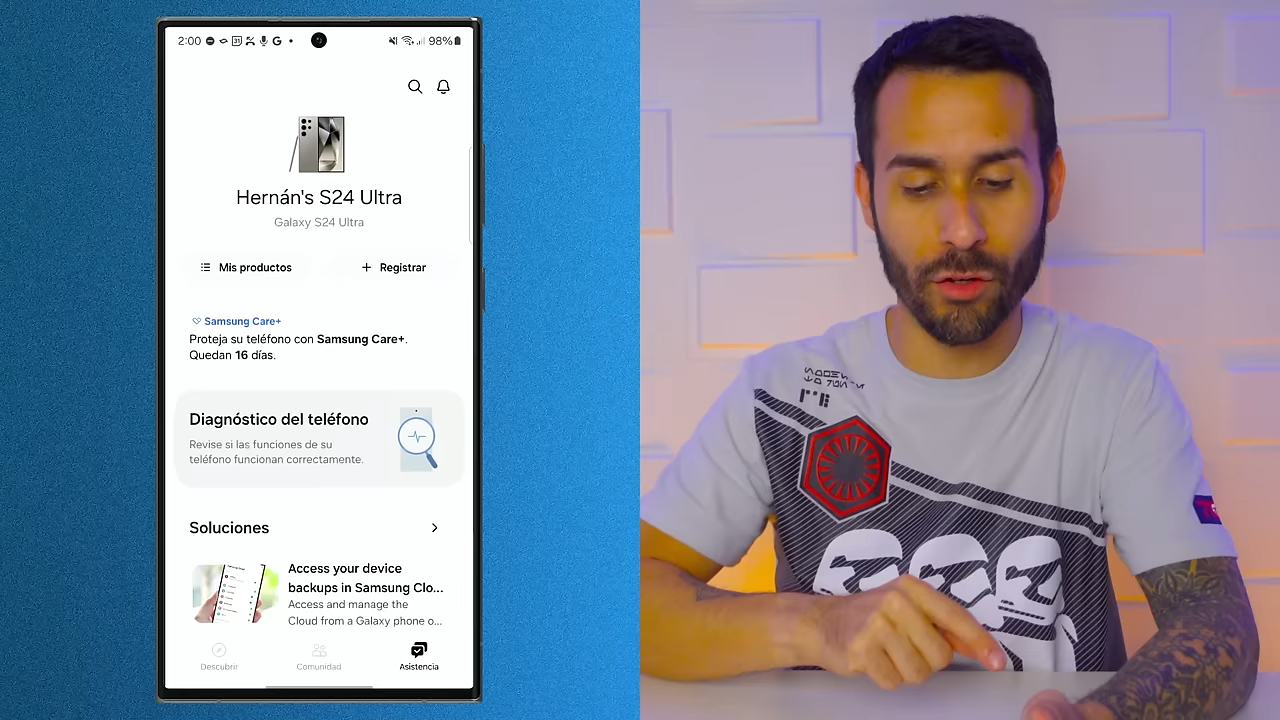 2:00
31
G
98%
Hernán's S24 Ultra
Galaxy S24 Ultra
Mis productos
Registrar
Samsung Care+
Proteja su teléfono con Samsung Care+.
Quedan 16 días.
Diagnóstico del teléfono
Revise si las funciones de su
teléfono funcionan correctamente.
Soluciones
Access your device
backups in Samsung Clo...
Access and manage the
Cloud from a Galaxy phone o...
Descubrir
Comunidad
Asistencia